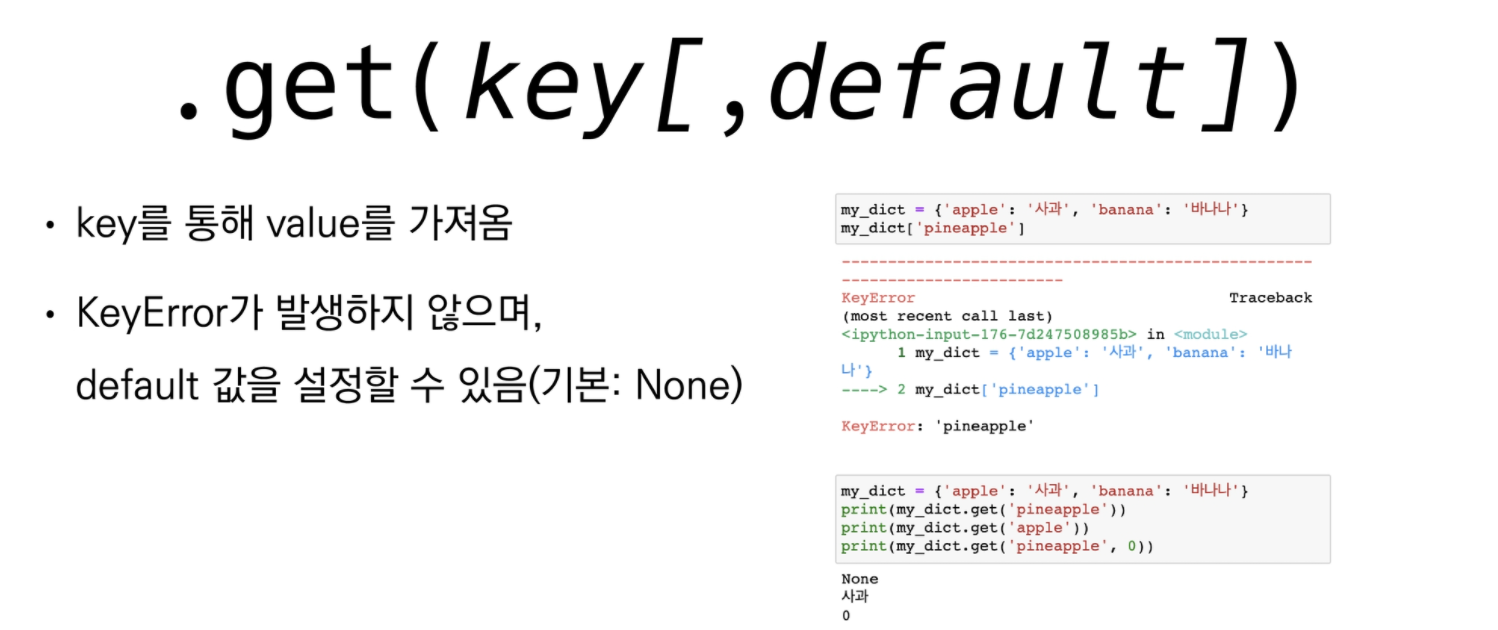 .get(key[,default])
• key를 통해 value를 가져옴
• KeyError가 발생하지 않으며,
default 값을 설정할 수 있음(기본: None)
my_dict = {'apple': '사과', 'banana': '바나나'}
my_dict['pineapple']
---------------------------------------------------
------------------------
KeyError                                  Traceback
(most recent call last)
<ipython-input-176-7d247508985b> in <module>
      1 my_dict = {'apple': '사과', 'banana': '바나
나'}
----> 2 my_dict['pineapple']
KeyError: 'pineapple'
my_dict = {'apple': '사과', 'banana': '바나나'}
print(my_dict.get('pineapple'))
print(my_dict.get('apple'))
print(my_dict.get('pineapple', 0))
None
사과
0